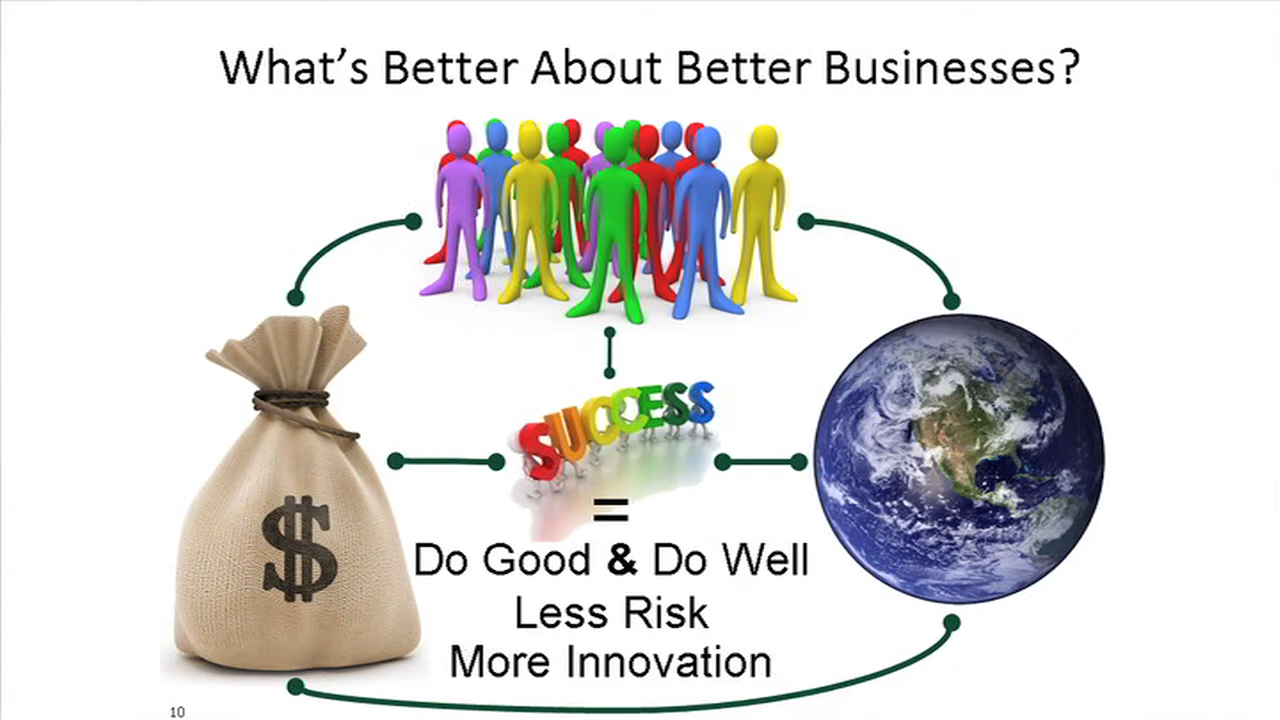 What's Better About Better Businesses?
SUCCESS
$
=
Do Good & Do Well
Less Risk
More Innovation
10